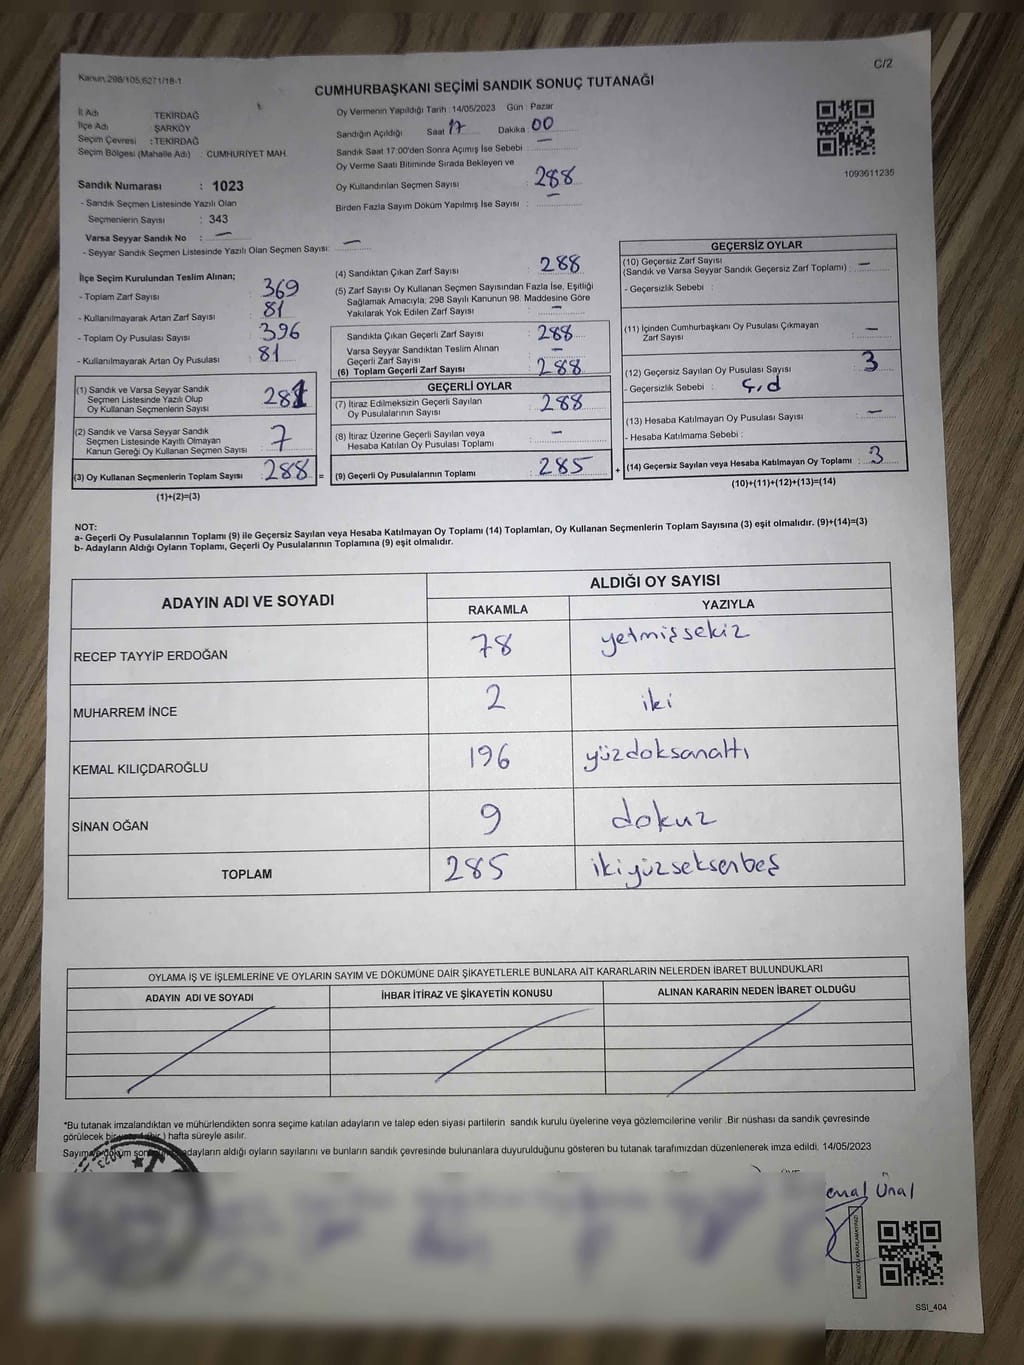 Kanun:298/105,6271/18-1
C/2
CUMHURBAŞKANI SEÇİMİ SANDIK SONUÇ TUTANAĞI
İl Adı TEKİRDAĞ
İlçe Adı ŞARKÖY
Seçim Çevresi : TEKİRDAĞ
Seçim Bölgesi (Mahalle Adı) : CUMHURİYET MAH.
Oy Vermenin Yapıldığı Tarih : 14/05/2023 Gün : Pazar
Sandığın Açıldığı Saat 17 Dakika : 00
Sandık Saat 17:00'den Sonra Açımış İse Sebebi : —
Oy Verme Saati Bitiminde Sırada Bekleyen ve
Oy Kullandırılan Seçmen Sayısı : 288
Birden Fazla Sayım Döküm Yapılmış İse Sayısı : —
1093611235
Sandık Numarası : 1023
- Sandık Seçmen Listesinde Yazılı Olan
Seçmenlerin Sayısı : 343
Varsa Seyyar Sandık No : —
- Seyyar Sandık Seçmen Listesinde Yazılı Olan Seçmen Sayısı: —
İlçe Seçim Kurulundan Teslim Alınan;
- Toplam Zarf Sayısı 369
- Kullanılmayarak Artan Zarf Sayısı : 81
- Toplam Oy Pusulası Sayısı : 396
- Kullanılmayarak Artan Oy Pusulası : 81
(1) Sandık ve Varsa Seyyar Sandık
Seçmen Listesinde Yazılı Olup
Oy Kullanan Seçmenlerin Sayısı : 281
(2) Sandık ve Varsa Seyyar Sandık
Seçmen Listesinde Kayıtlı Olmayan
Kanun Gereği Oy Kullanan Seçmen Sayısı : 7
(3) Oy Kullanan Seçmenlerin Toplam Sayısı : 288 =
(1)+(2)=(3)
(4) Sandıktan Çıkan Zarf Sayısı : 288
(5) Zarf Sayısı Oy Kullanan Seçmen Sayısından Fazla İse, Eşitliği
Sağlamak Amacıyla; 298 Sayılı Kanunun 98. Maddesine Göre
Yakılarak Yok Edilen Zarf Sayısı : —
Sandıkta Çıkan Geçerli Zarf Sayısı : 288
Varsa Seyyar Sandıktan Teslim Alınan
Geçerli Zarf Sayısı : —
(6) Toplam Geçerli Zarf Sayısı : 288
GEÇERLİ OYLAR
(7) İtiraz Edilmeksizin Geçerli Sayılan
Oy Pusulalarının Sayısı : 288
(8) İtiraz Üzerine Geçerli Sayılan veya
Hesaba Katılan Oy Pusulası Toplamı : —
(9) Geçerli Oy Pusulalarının Toplamı : 285 +
GEÇERSİZ OYLAR
(10) Geçersiz Zarf Sayısı
(Sandık ve Varsa Seyyar Sandık Geçersiz Zarf Toplamı) : —
- Geçersizlik Sebebi :
(11) İçinden Cumhurbaşkanı Oy Pusulası Çıkmayan
Zarf Sayısı : —
(12) Geçersiz Sayılan Oy Pusulası Sayısı : 3
- Geçersizlik Sebebi : ç,d
(13) Hesaba Katılmayan Oy Pusulası Sayısı : —
- Hesaba Katılmama Sebebi :
(14) Geçersiz Sayılan veya Hesaba Katılmayan Oy Toplamı : 3
(10)+(11)+(12)+(13)=(14)
NOT:
a- Geçerli Oy Pusulalarının Toplamı (9) ile Geçersiz Sayılan veya Hesaba Katılmayan Oy Toplamı (14) Toplamları, Oy Kullanan Seçmenlerin Toplam Sayısına (3) eşit olmalıdır. (9)+(14)=(3)
b- Adayların Aldığı Oyların Toplamı, Geçerli Oy Pusulalarının Toplamına (9) eşit olmalıdır.
ADAYIN ADI VE SOYADI
ALDIĞI OY SAYISI
RAKAMLA YAZIYLA
RECEP TAYYİP ERDOĞAN 78 yetmişsekiz
MUHARREM İNCE 2 iki
KEMAL KILIÇDAROĞLU 196 yüzdoksanaltı
SİNAN OĞAN 9 dokuz
TOPLAM 285 ikiyüzseksenbeş
OYLAMA İŞ VE İŞLEMLERİNE VE OYLARIN SAYIM VE DÖKÜMÜNE DAİR ŞİKAYETLERLE BUNLARA AİT KARARLARIN NELERDEN İBARET BULUNDUKLARI
ADAYIN ADI VE SOYADI İHBAR İTİRAZ VE ŞİKAYETİN KONUSU ALINAN KARARIN NEDEN İBARET OLDUĞU
*Bu tutanak imzalandıktan ve mühürlendikten sonra seçime katılan adayların ve talep eden siyasi partilerin sandık kurulu üyelerine veya gözlemcilerine verilir .Bir nüshası da sandık çevresinde
görülecek bir yere 1 (bir) hafta süreyle asılır.
Sayım ve döküm adayların aldığı oyların sayılarını ve bunların sandık çevresinde bulunanlara duyurulduğunu gösteren bu tutanak tarafımızdan düzenlenerek imza edildi. 14/05/2023
emal Ünal
KARE KODU KARALAMAYINIZ!
SSI_404